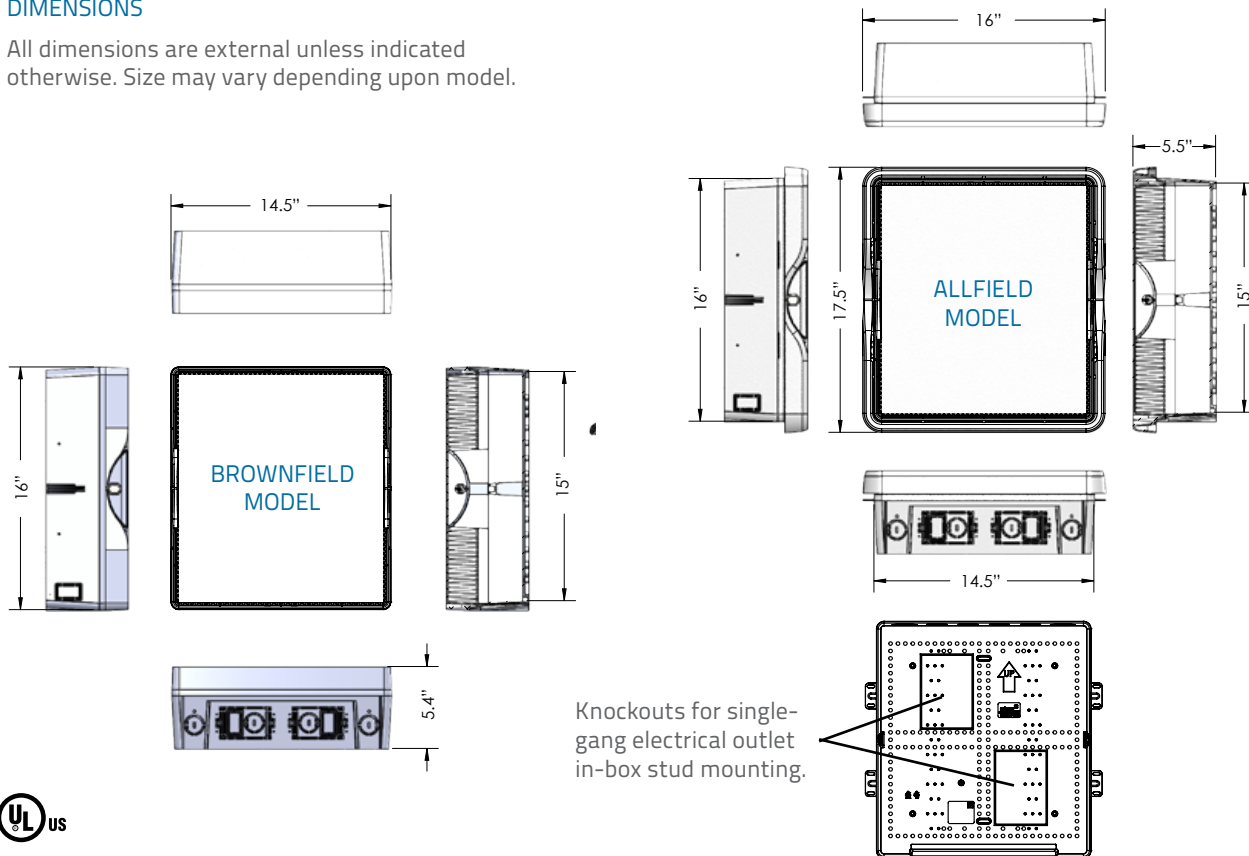 DIMENSIONS
All dimensions are external unless indicated
otherwise. Size may vary depending upon model.
14.5"
16"
BROWNFIELD
MODEL
15"
5.4"
UL US
16"
5.5"
16"
17.5"
ALLFIELD
MODEL
15"
14.5"
UP
Knockouts for single-
gang electrical outlet
in-box stud mounting.